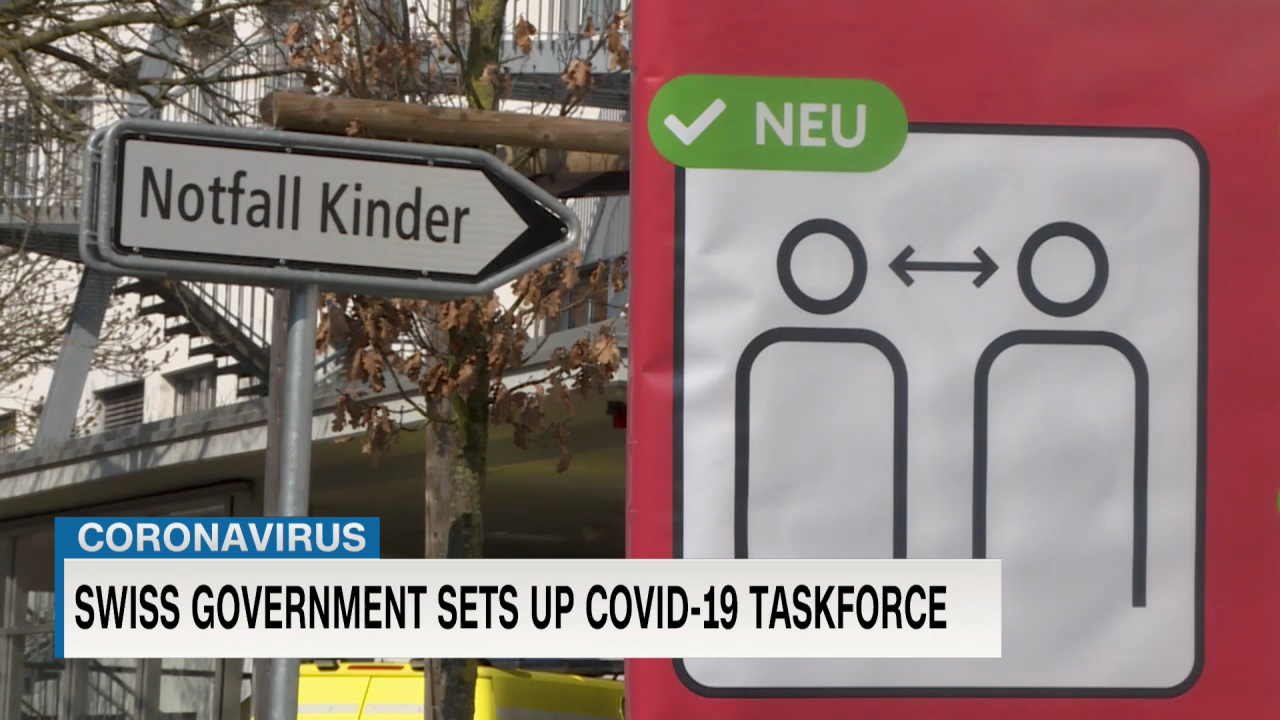 NEU
Notfall Kinder
CORONAVIRUS
SWISS GOVERNMENT SETS UP COVID-19 TASKFORCE